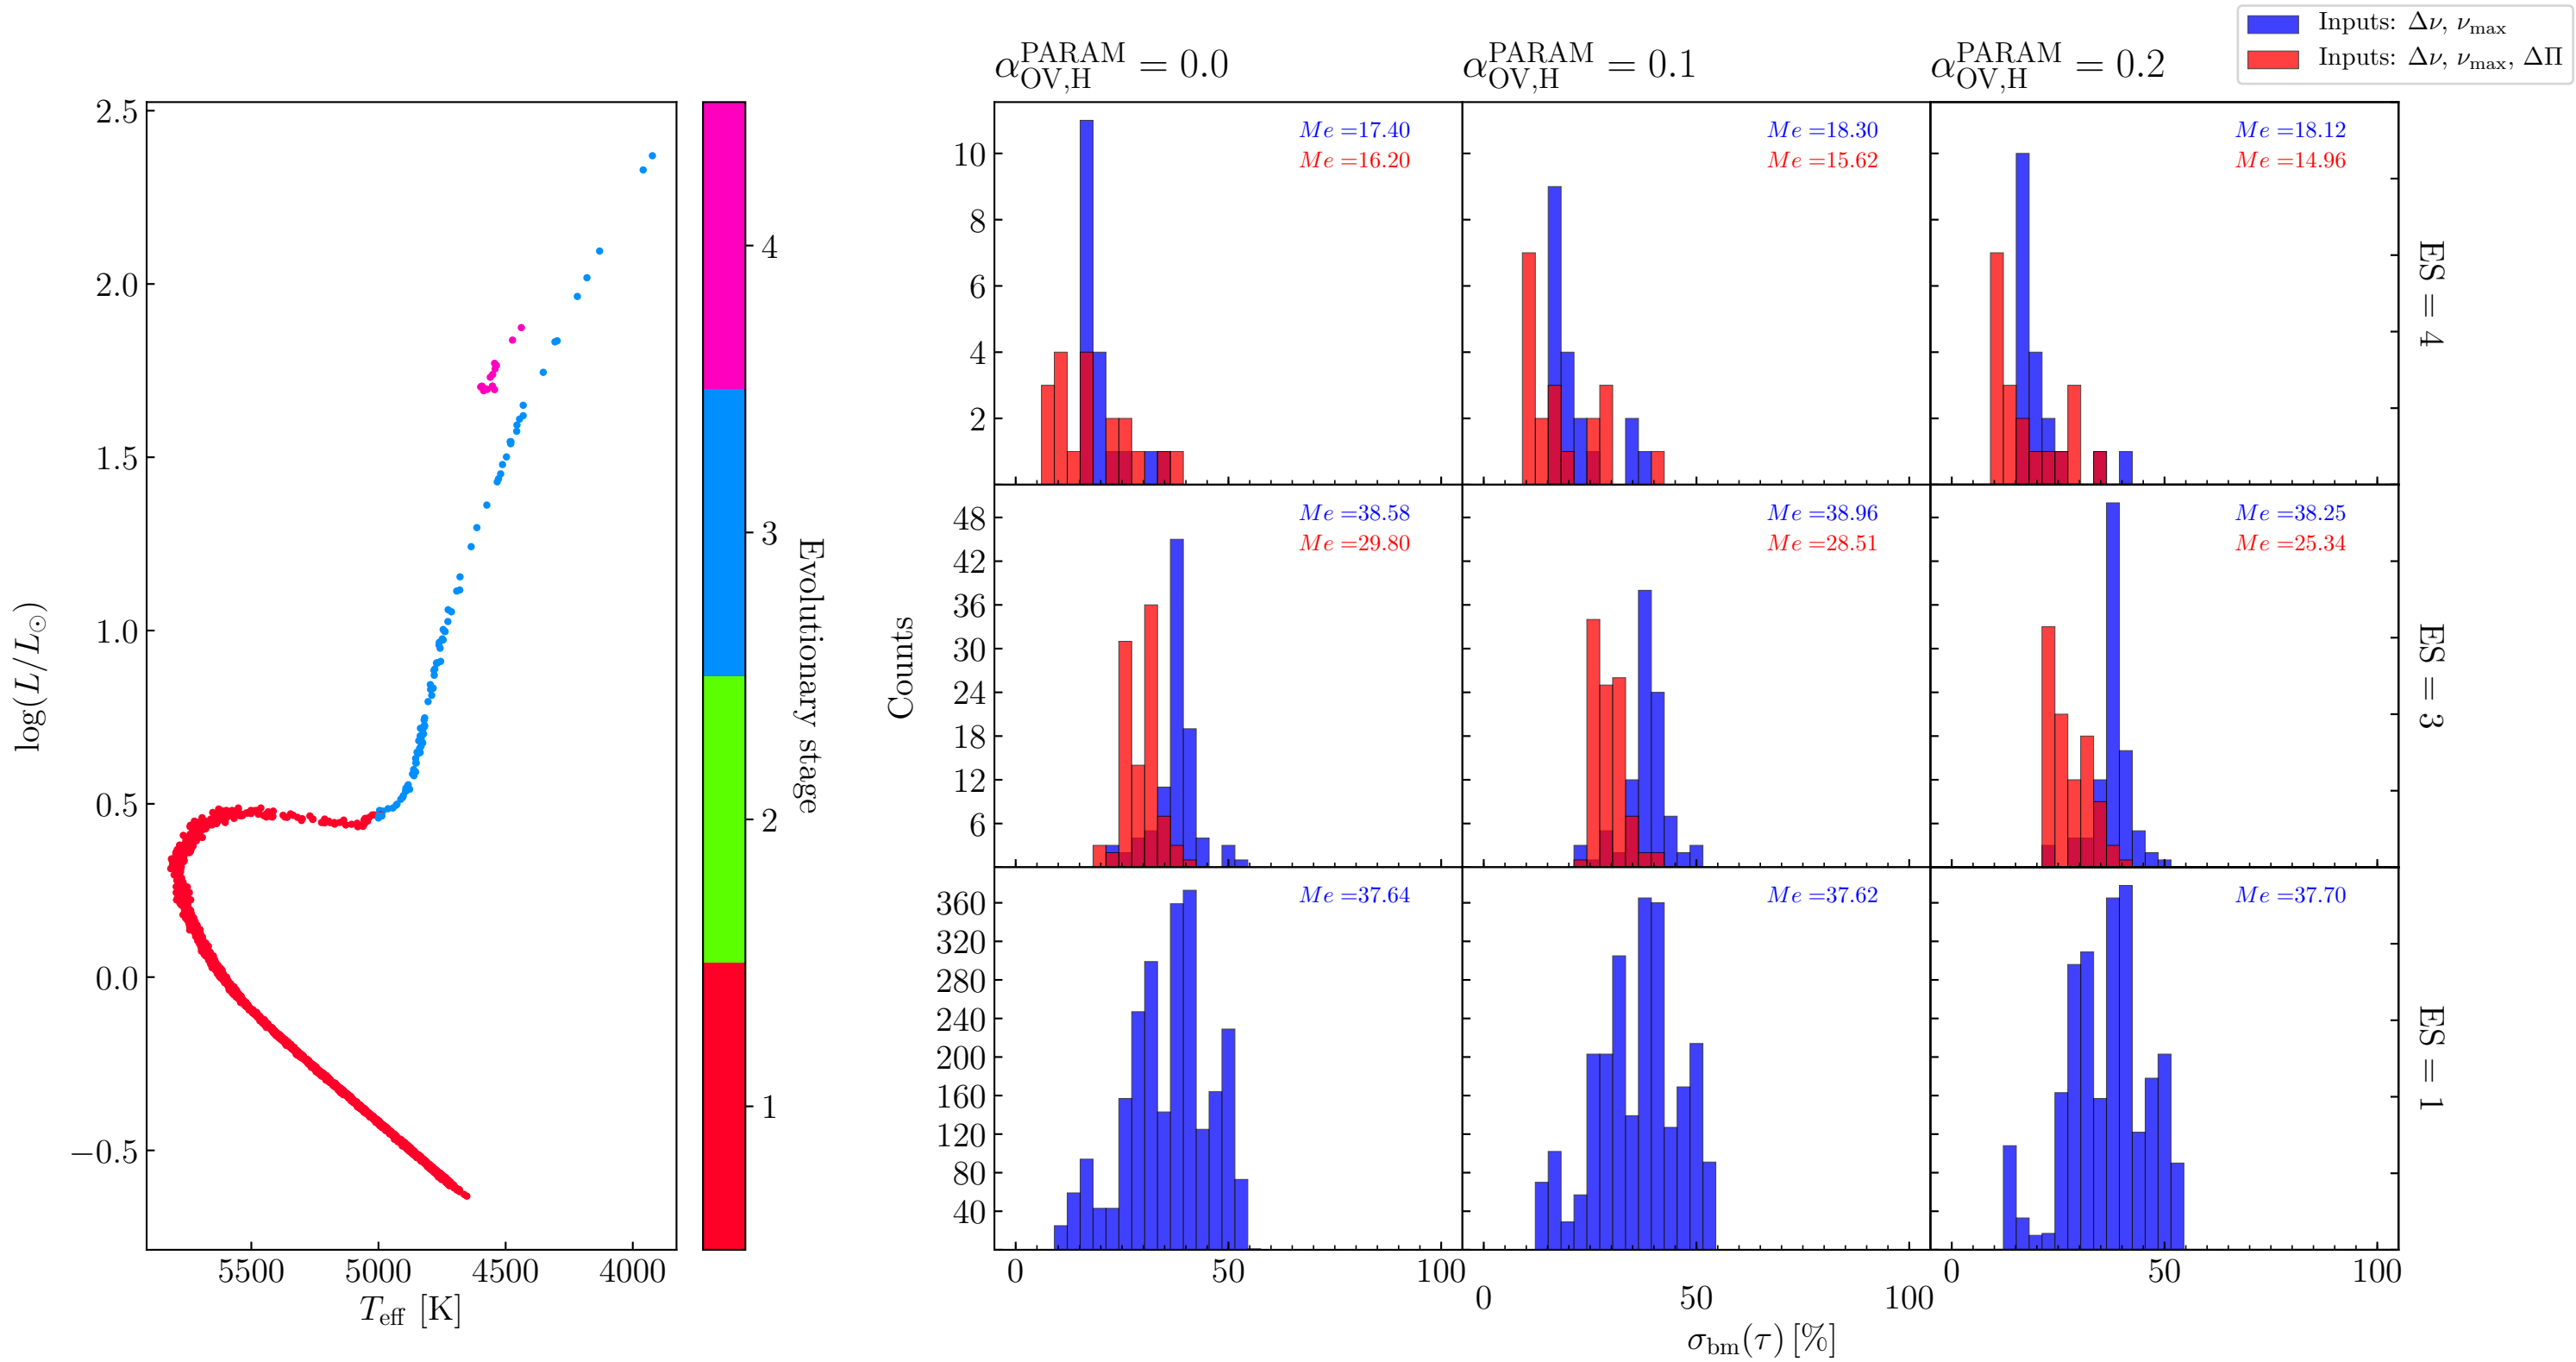 Inputs: Δν, ν_max
Inputs: Δν, ν_max, ΔΠ
α^PARAM_OV,H = 0.0
α^PARAM_OV,H = 0.1
α^PARAM_OV,H = 0.2
2.5
2.0
1.5
1.0
0.5
0.0
−0.5
log(L/L⊙)
5500 5000 4500 4000
T_eff [K]
4
3
2
1
Evolutionary stage
Counts
10
8
6
4
2
Me =17.40
Me =16.20
Me =18.30
Me =15.62
Me =18.12
Me =14.96
ES = 4
48
42
36
30
24
18
12
6
Me =38.58
Me =29.80
Me =38.96
Me =28.51
Me =38.25
Me =25.34
ES = 3
360
320
280
240
200
160
120
80
40
Me =37.64
Me =37.62
Me =37.70
ES = 1
0 50 100
0 50 100
0 50 100
σ_bm(τ) [%]